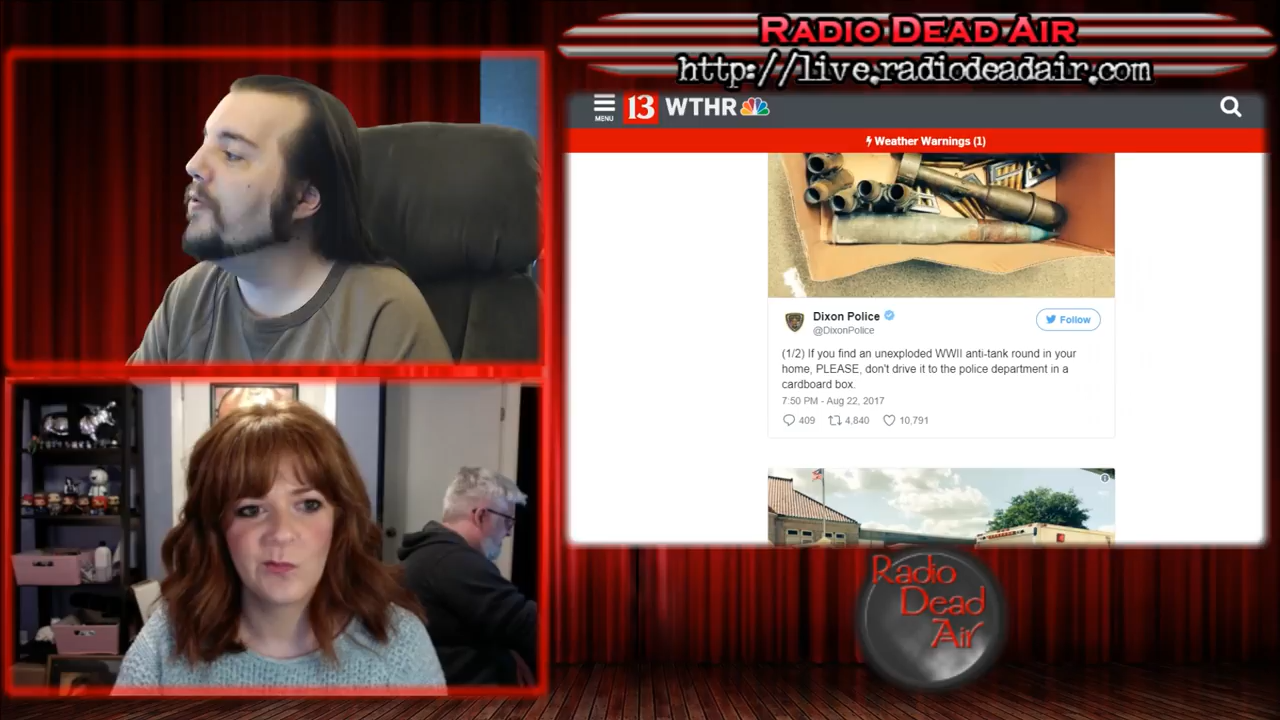 RADIO DEAD AIR
http://live.radiodeadair.com
MENU
13 WTHR
Weather Warnings (1)
Dixon Police
@DixonPolice
Follow
(1/2) If you find an unexploded WWII anti-tank round in your
home, PLEASE, don't drive it to the police department in a
cardboard box.
7:50 PM - Aug 22, 2017
409 4,840 10,791
Radio
Dead
Air